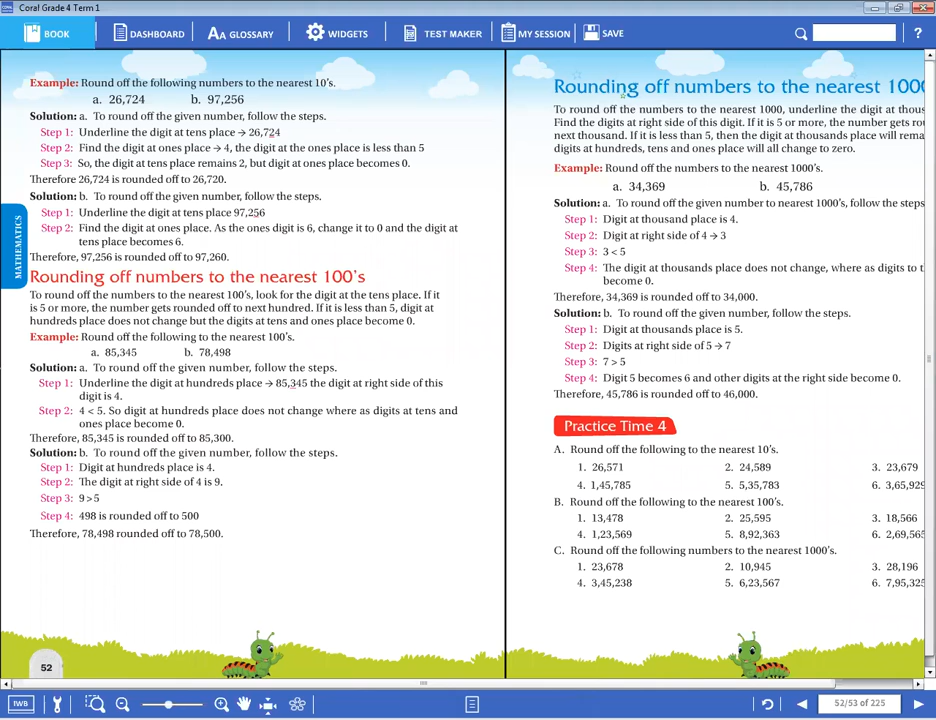 Coral Grade 4 Term 1
BOOK
DASHBOARD
AA GLOSSARY
WIDGETS
TEST MAKER
MY SESSION
SAVE
?
Example: Round off the following numbers to the nearest 10's.
a. 26,724 b. 97,256
Solution: a. To round off the given number, follow the steps.
Step 1: Underline the digit at tens place → 26,724
Step 2: Find the digit at ones place → 4, the digit at the ones place is less than 5
Step 3: So, the digit at tens place remains 2, but digit at ones place becomes 0.
Therefore 26,724 is rounded off to 26,720.
Solution: b. To round off the given number, follow the steps.
Step 1: Underline the digit at tens place 97,256
Step 2: Find the digit at ones place. As the ones digit is 6, change it to 0 and the digit at
tens place becomes 6.
Therefore, 97,256 is rounded off to 97,260.
MATHEMATICS
Rounding off numbers to the nearest 100's
To round off the numbers to the nearest 100's, look for the digit at the tens place. If it
is 5 or more, the number gets rounded off to next hundred. If it is less than 5, digit at
hundreds place does not change but the digits at tens and ones place become 0.
Example: Round off the following to the nearest 100's.
a. 85,345 b. 78,498
Solution: a. To round off the given number, follow the steps.
Step 1: Underline the digit at hundreds place → 85,345 the digit at right side of this
digit is 4.
Step 2: 4 < 5. So digit at hundreds place does not change where as digits at tens and
ones place become 0.
Therefore, 85,345 is rounded off to 85,300.
Solution: b. To round off the given number, follow the steps.
Step 1: Digit at hundreds place is 4.
Step 2: The digit at right side of 4 is 9.
Step 3: 9 > 5
Step 4: 498 is rounded off to 500
Therefore, 78,498 rounded off to 78,500.
52
Rounding off numbers to the nearest 100
To round off the numbers to the nearest 1000, underline the digit at thous
Find the digits at right side of this digit. If it is 5 or more, the number gets ro
next thousand. If it is less than 5, then the digit at thousands place will rema
digits at hundreds, tens and ones place will all change to zero.
Example: Round off the numbers to the nearest 1000's.
a. 34,369 b. 45,786
Solution: a. To round off the given number to nearest 1000's, follow the steps
Step 1: Digit at thousand place is 4.
Step 2: Digit at right side of 4 → 3
Step 3: 3 < 5
Step 4: The digit at thousands place does not change, where as digits to t
become 0.
Therefore, 34,369 is rounded off to 34,000.
Solution: b. To round off the given number, follow the steps.
Step 1: Digit at thousands place is 5.
Step 2: Digits at right side of 5 → 7
Step 3: 7 > 5
Step 4: Digit 5 becomes 6 and other digits at the right side become 0.
Therefore, 45,786 is rounded off to 46,000.
Practice Time 4
A. Round off the following to the nearest 10's.
1. 26,571 2. 24,589 3. 23,679
4. 1,45,785 5. 5,35,783 6. 3,65,929
B. Round off the following to the nearest 100's.
1. 13,478 2. 25,595 3. 18,566
4. 1,23,569 5. 8,92,363 6. 2,69,565
C. Round off the following numbers to the nearest 1000's.
1. 23,678 2. 10,945 3. 28,196
4. 3,45,238 5. 6,23,567 6. 7,95,325
IWB
52/53 of 225